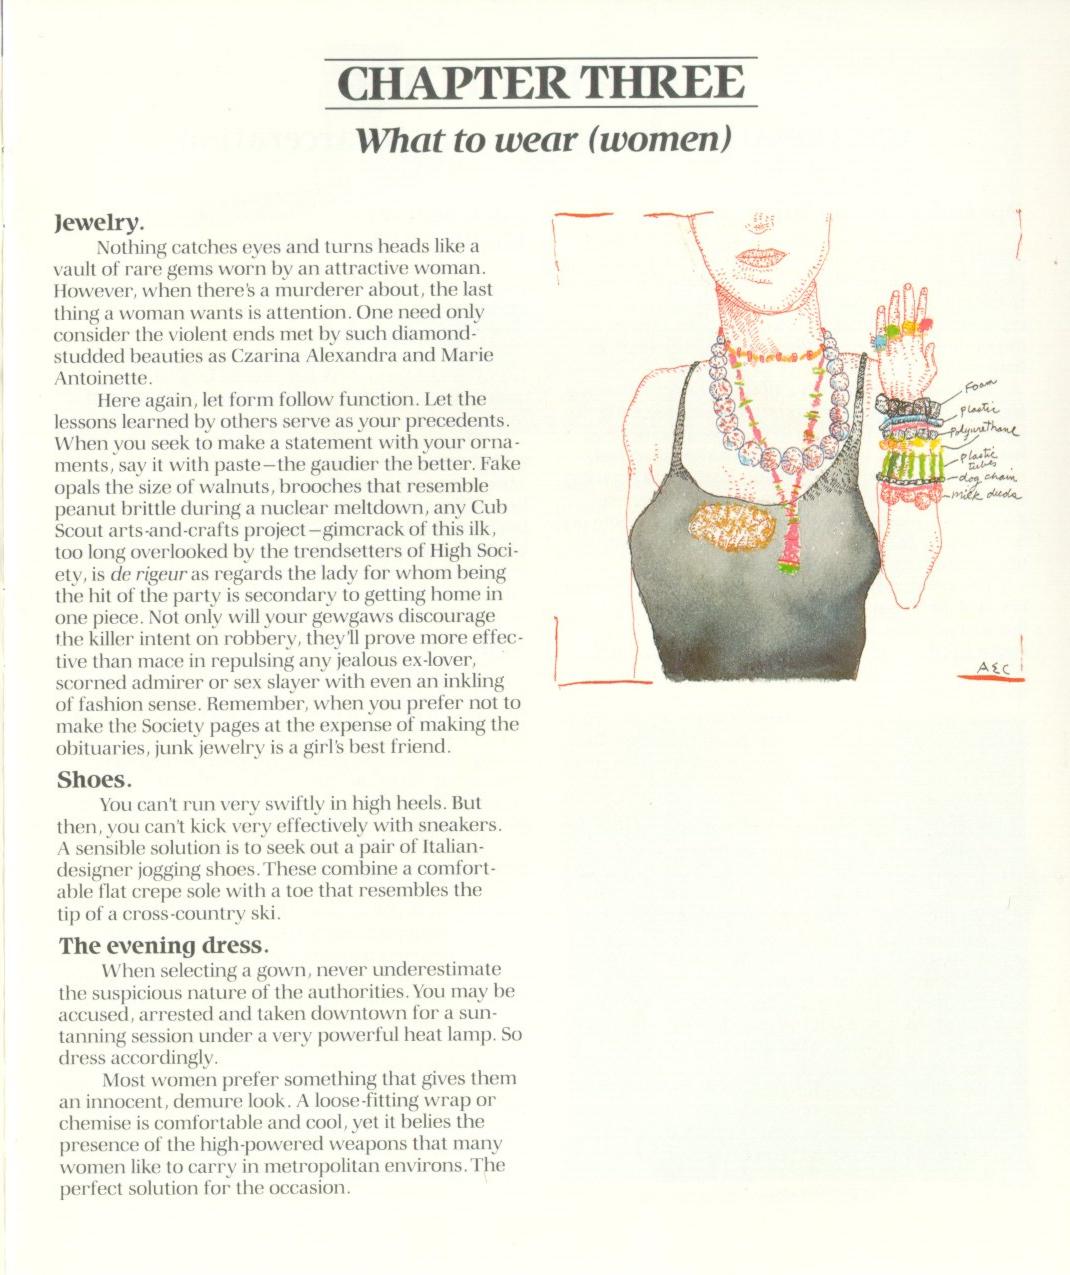 CHAPTER THREE
What to wear (women)
Jewelry.
Nothing catches eyes and turns heads like a
vault of rare gems worn by an attractive woman.
However, when there's a murderer about, the last
thing a woman wants is attention. One need only
consider the violent ends met by such diamond-
studded beauties as Czarina Alexandra and Marie
Antoinette.
Here again, let form follow function. Let the
lessons learned by others serve as your precedents.
When you seek to make a statement with your orna-
ments, say it with paste—the gaudier the better. Fake
opals the size of walnuts, brooches that resemble
peanut brittle during a nuclear meltdown, any Cub
Scout arts-and-crafts project—gimcrack of this ilk,
too long overlooked by the trendsetters of High Soci-
ety, is de rigeur as regards the lady for whom being
the hit of the party is secondary to getting home in
one piece. Not only will your gewgaws discourage
the killer intent on robbery, they'll prove more effec-
tive than mace in repulsing any jealous ex-lover,
scorned admirer or sex slayer with even an inkling
of fashion sense. Remember, when you prefer not to
make the Society pages at the expense of making the
obituaries, junk jewelry is a girl's best friend.
Shoes.
You can't run very swiftly in high heels. But
then, you can't kick very effectively with sneakers.
A sensible solution is to seek out a pair of Italian-
designer jogging shoes. These combine a comfort-
able flat crepe sole with a toe that resembles the
tip of a cross-country ski.
The evening dress.
When selecting a gown, never underestimate
the suspicious nature of the authorities. You may be
accused, arrested and taken downtown for a sun-
tanning session under a very powerful heat lamp. So
dress accordingly.
Most women prefer something that gives them
an innocent, demure look. A loose-fitting wrap or
chemise is comfortable and cool, yet it belies the
presence of the high-powered weapons that many
women like to carry in metropolitan environs. The
perfect solution for the occasion.
Foam
plastic
polyurethane
plastic
tubes
dog chain
milk duds
AEC